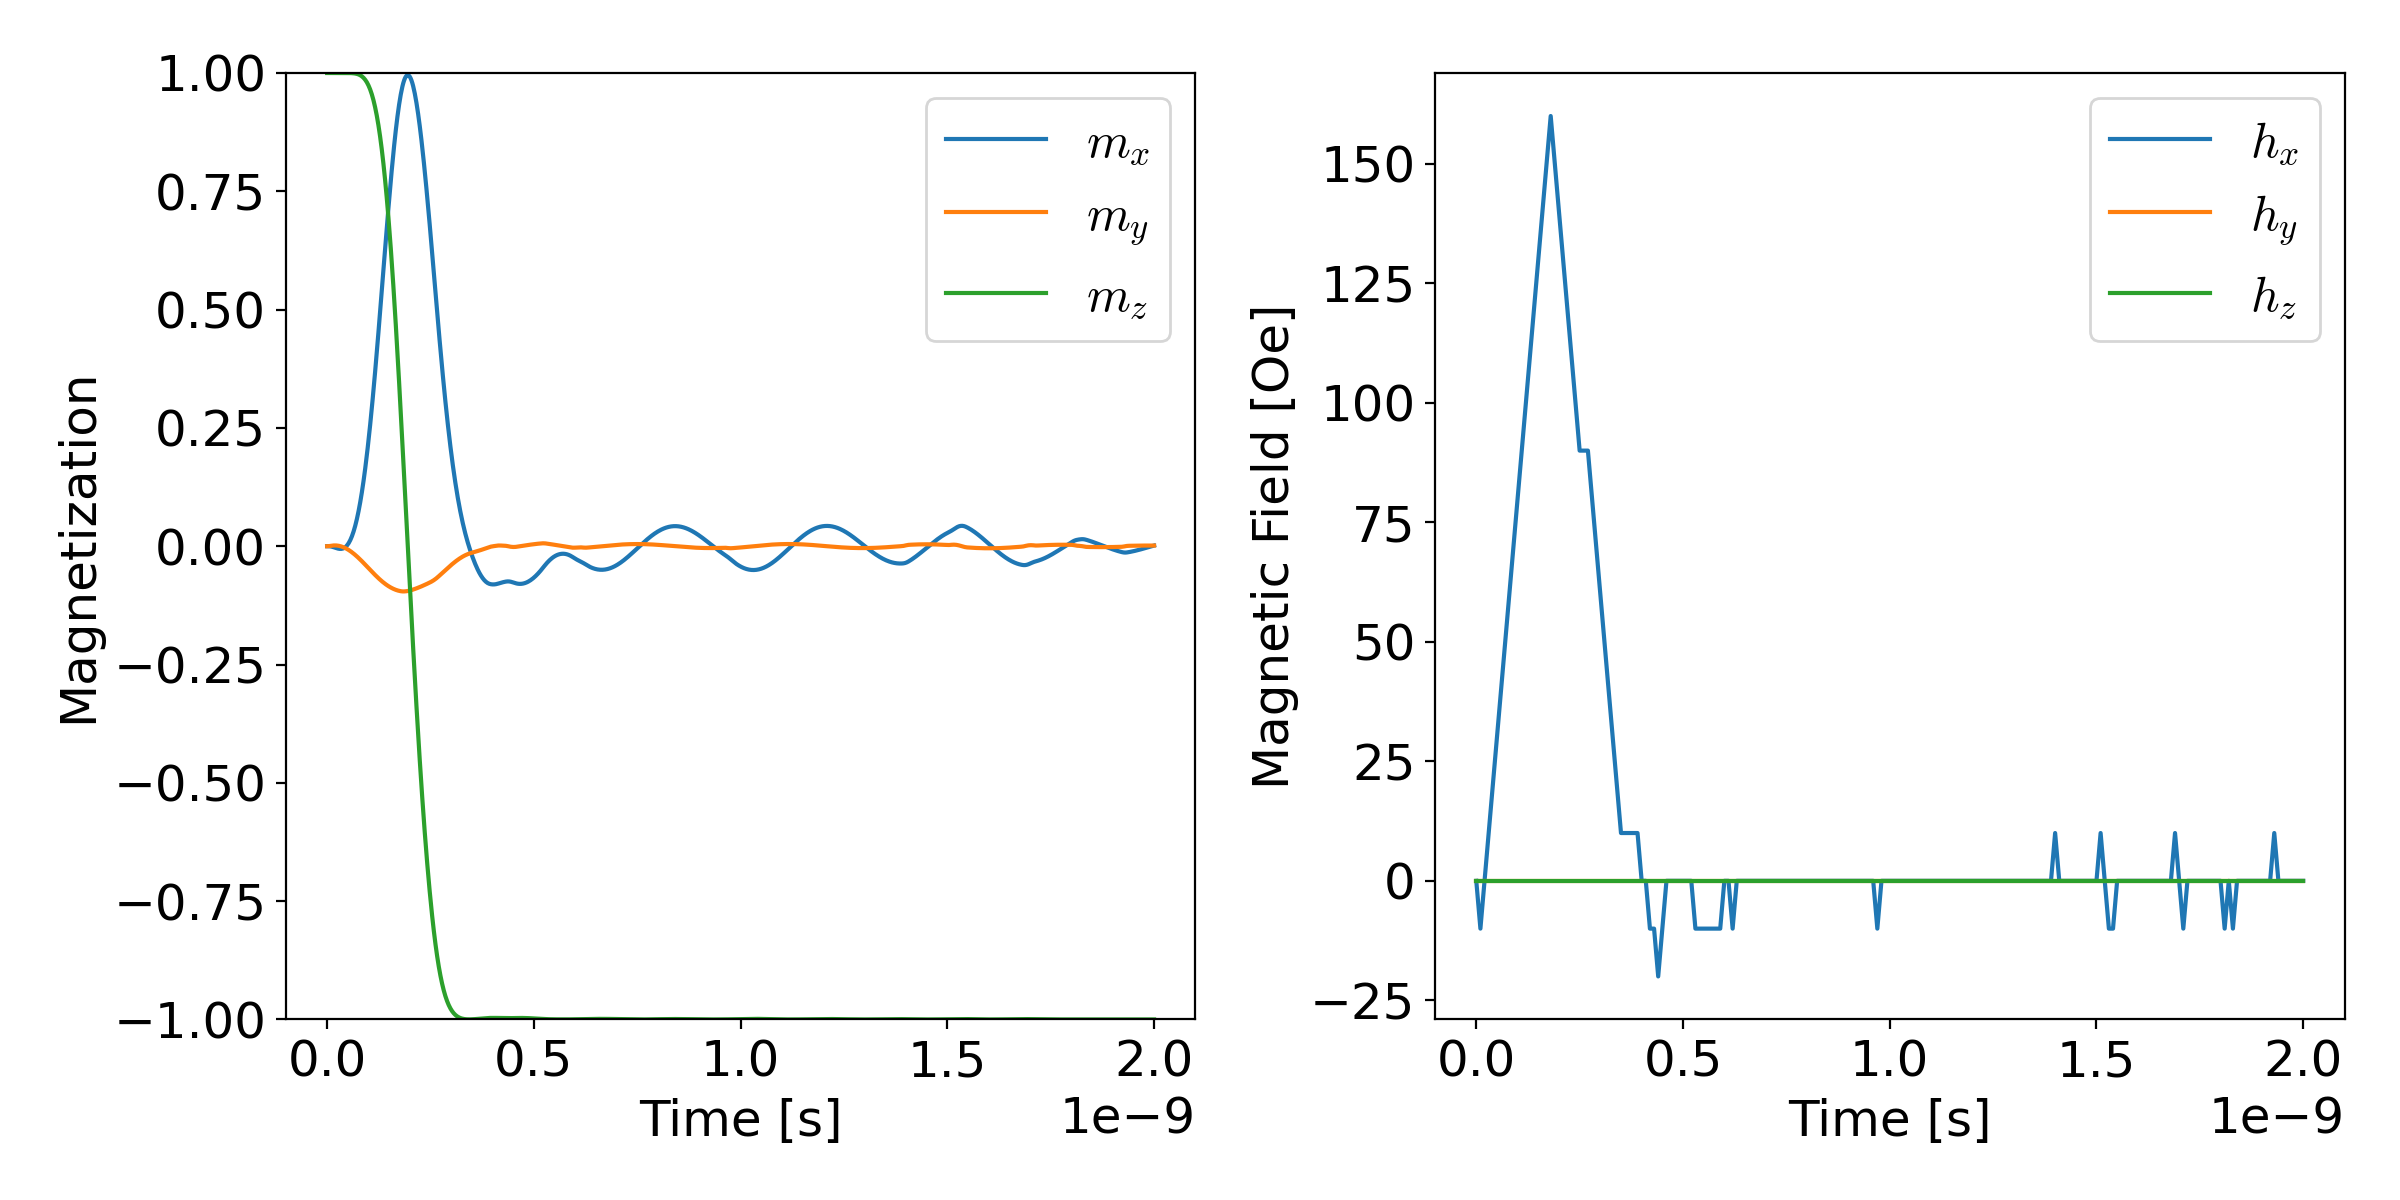 Magnetization
1.00
0.75
0.50
0.25
0.00
−0.25
−0.50
−0.75
−1.00
0.0 0.5 1.0 1.5 2.0
Time [s]
1e−9
m_x
m_y
m_z
Magnetic Field [Oe]
150
125
100
75
50
25
0
−25
0.0 0.5 1.0 1.5 2.0
Time [s]
1e−9
h_x
h_y
h_z